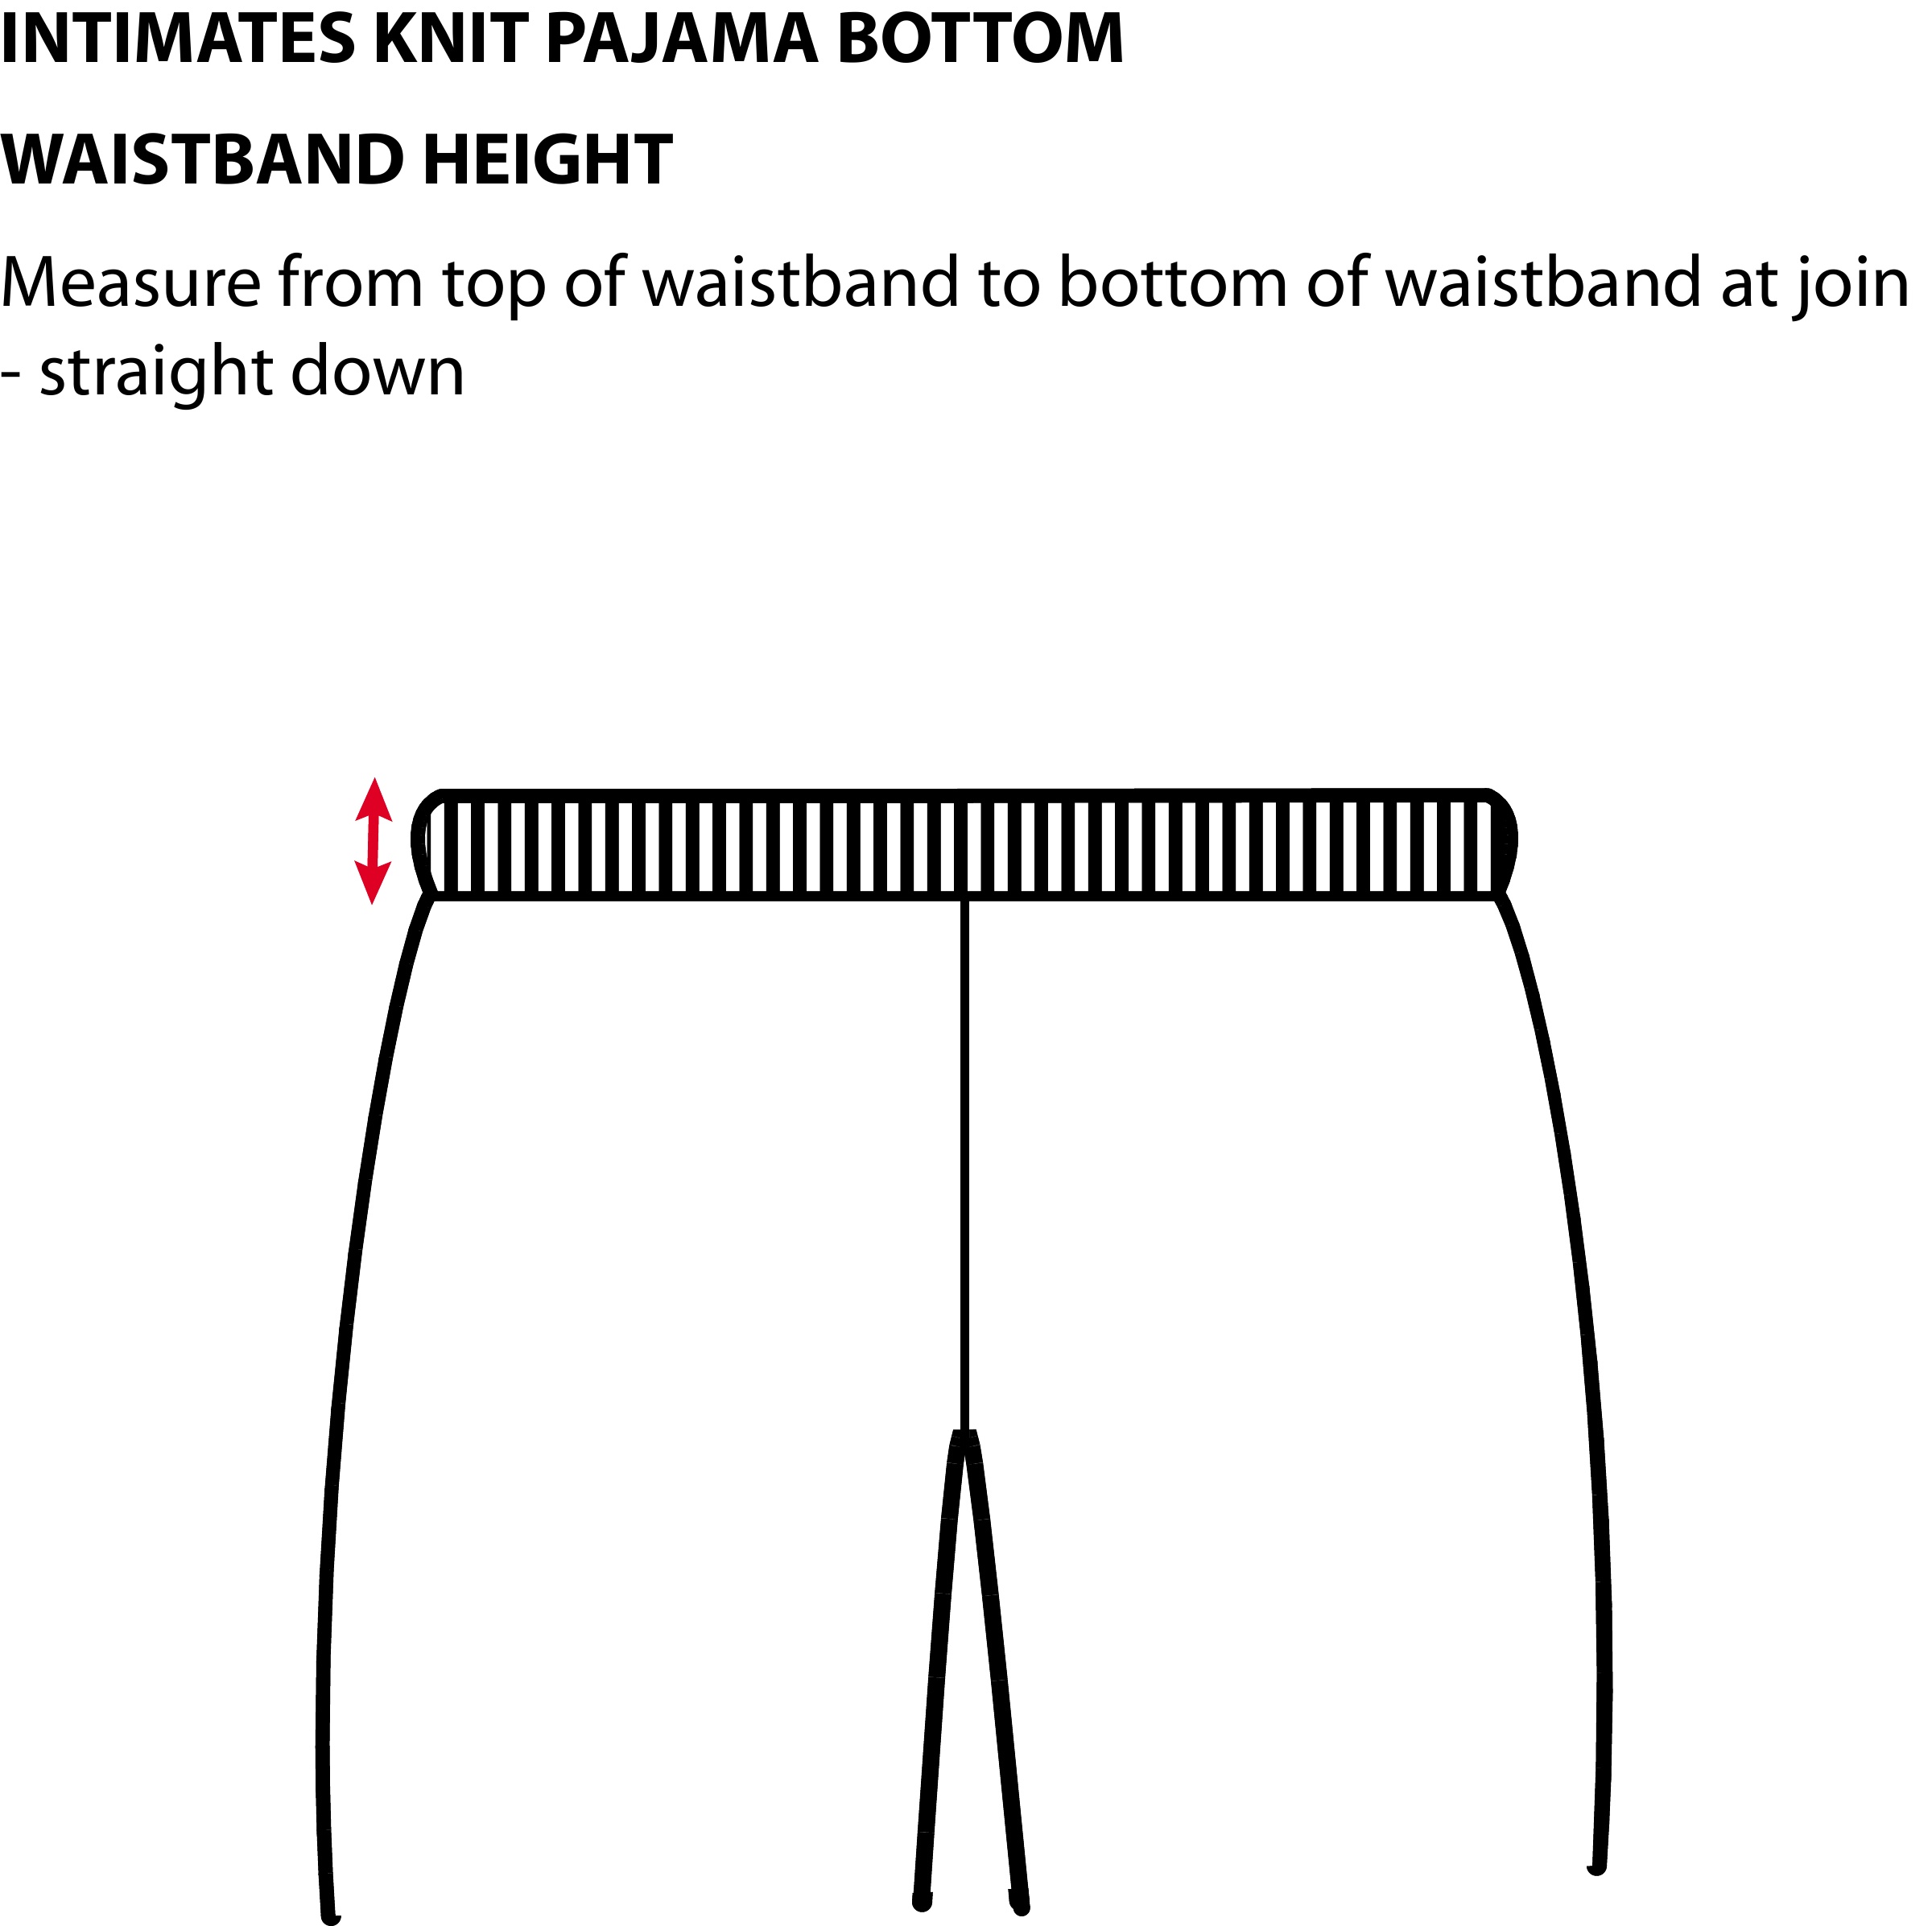 INTIMATES KNIT PAJAMA BOTTOM
WAISTBAND HEIGHT
Measure from top of waistband to bottom of waistband at join
- straight down